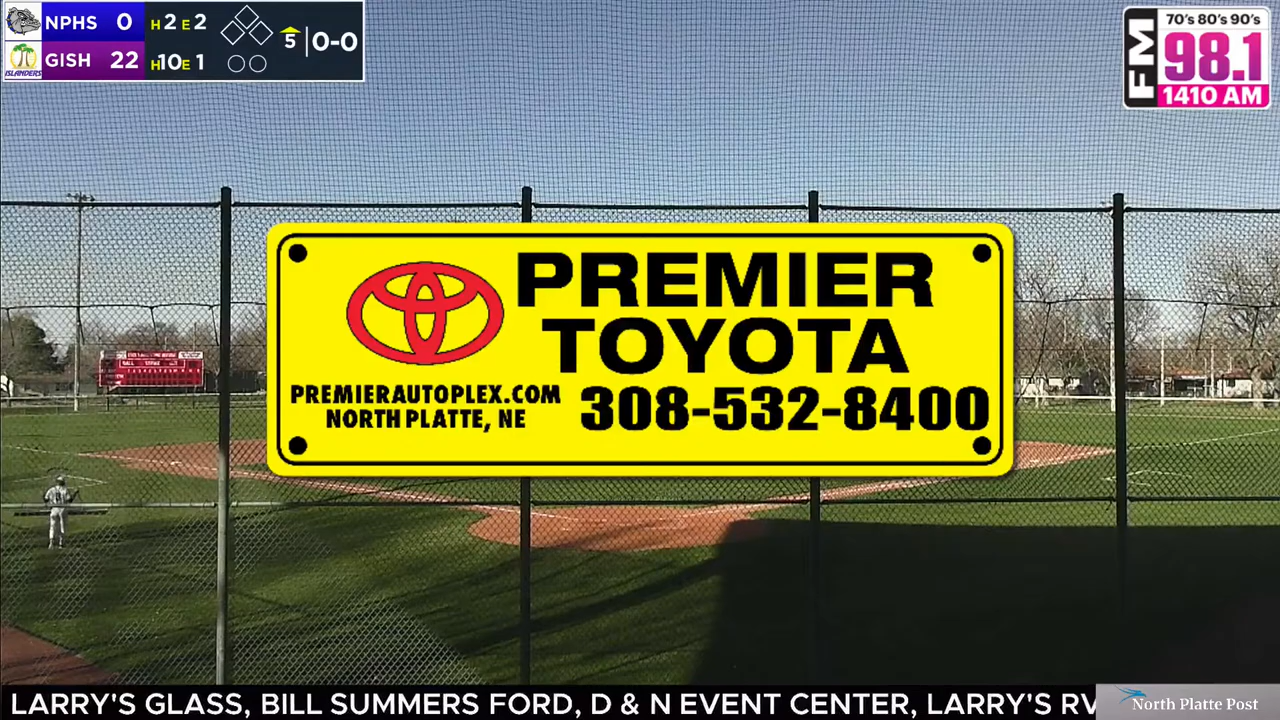 NPHS 0 H 2 E 2
GISH 22 H10 E 1
5
0-0
ISLANDERS
70's 80's 90's
FM
98.1
1410 AM
PREMIER
TOYOTA
PREMIERAUTOPLEX.COM
NORTH PLATTE, NE
308-532-8400
LARRY'S GLASS, BILL SUMMERS FORD, D & N EVENT CENTER, LARRY'S RV
North Platte Post